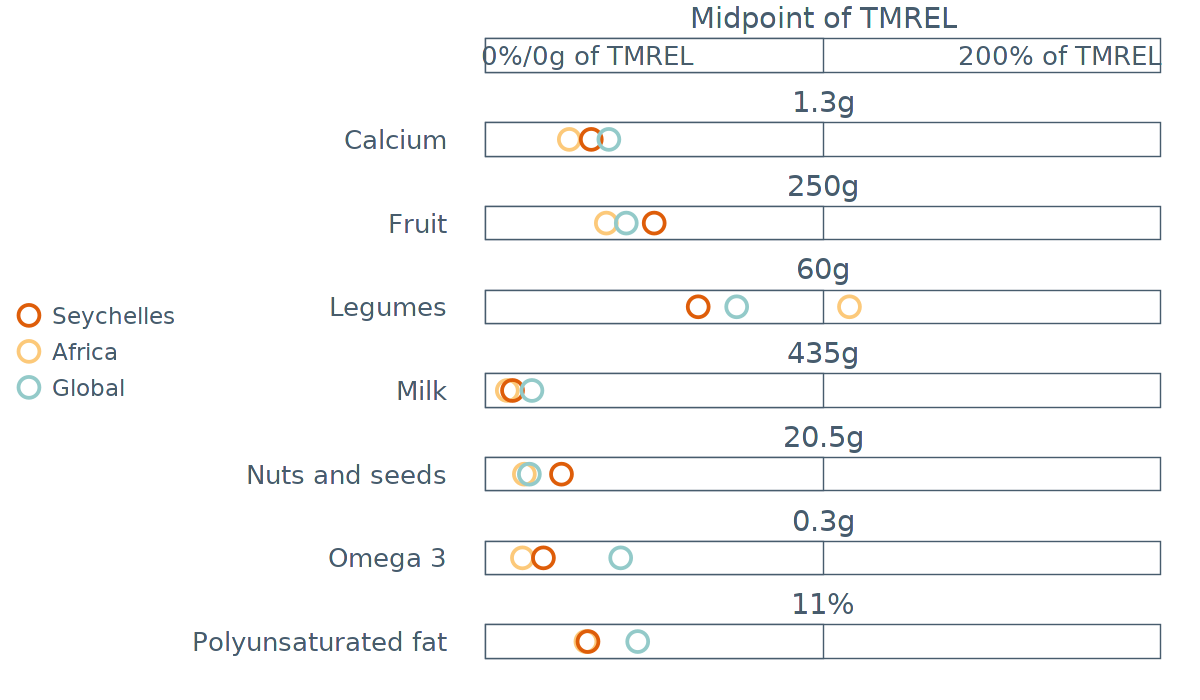 Midpoint of TMREL
0%/0g of TMREL 200% of TMREL
1.3g
Calcium
250g
Fruit
60g
Legumes
Seychelles
Africa
Global
435g
Milk
20.5g
Nuts and seeds
0.3g
Omega 3
11%
Polyunsaturated fat